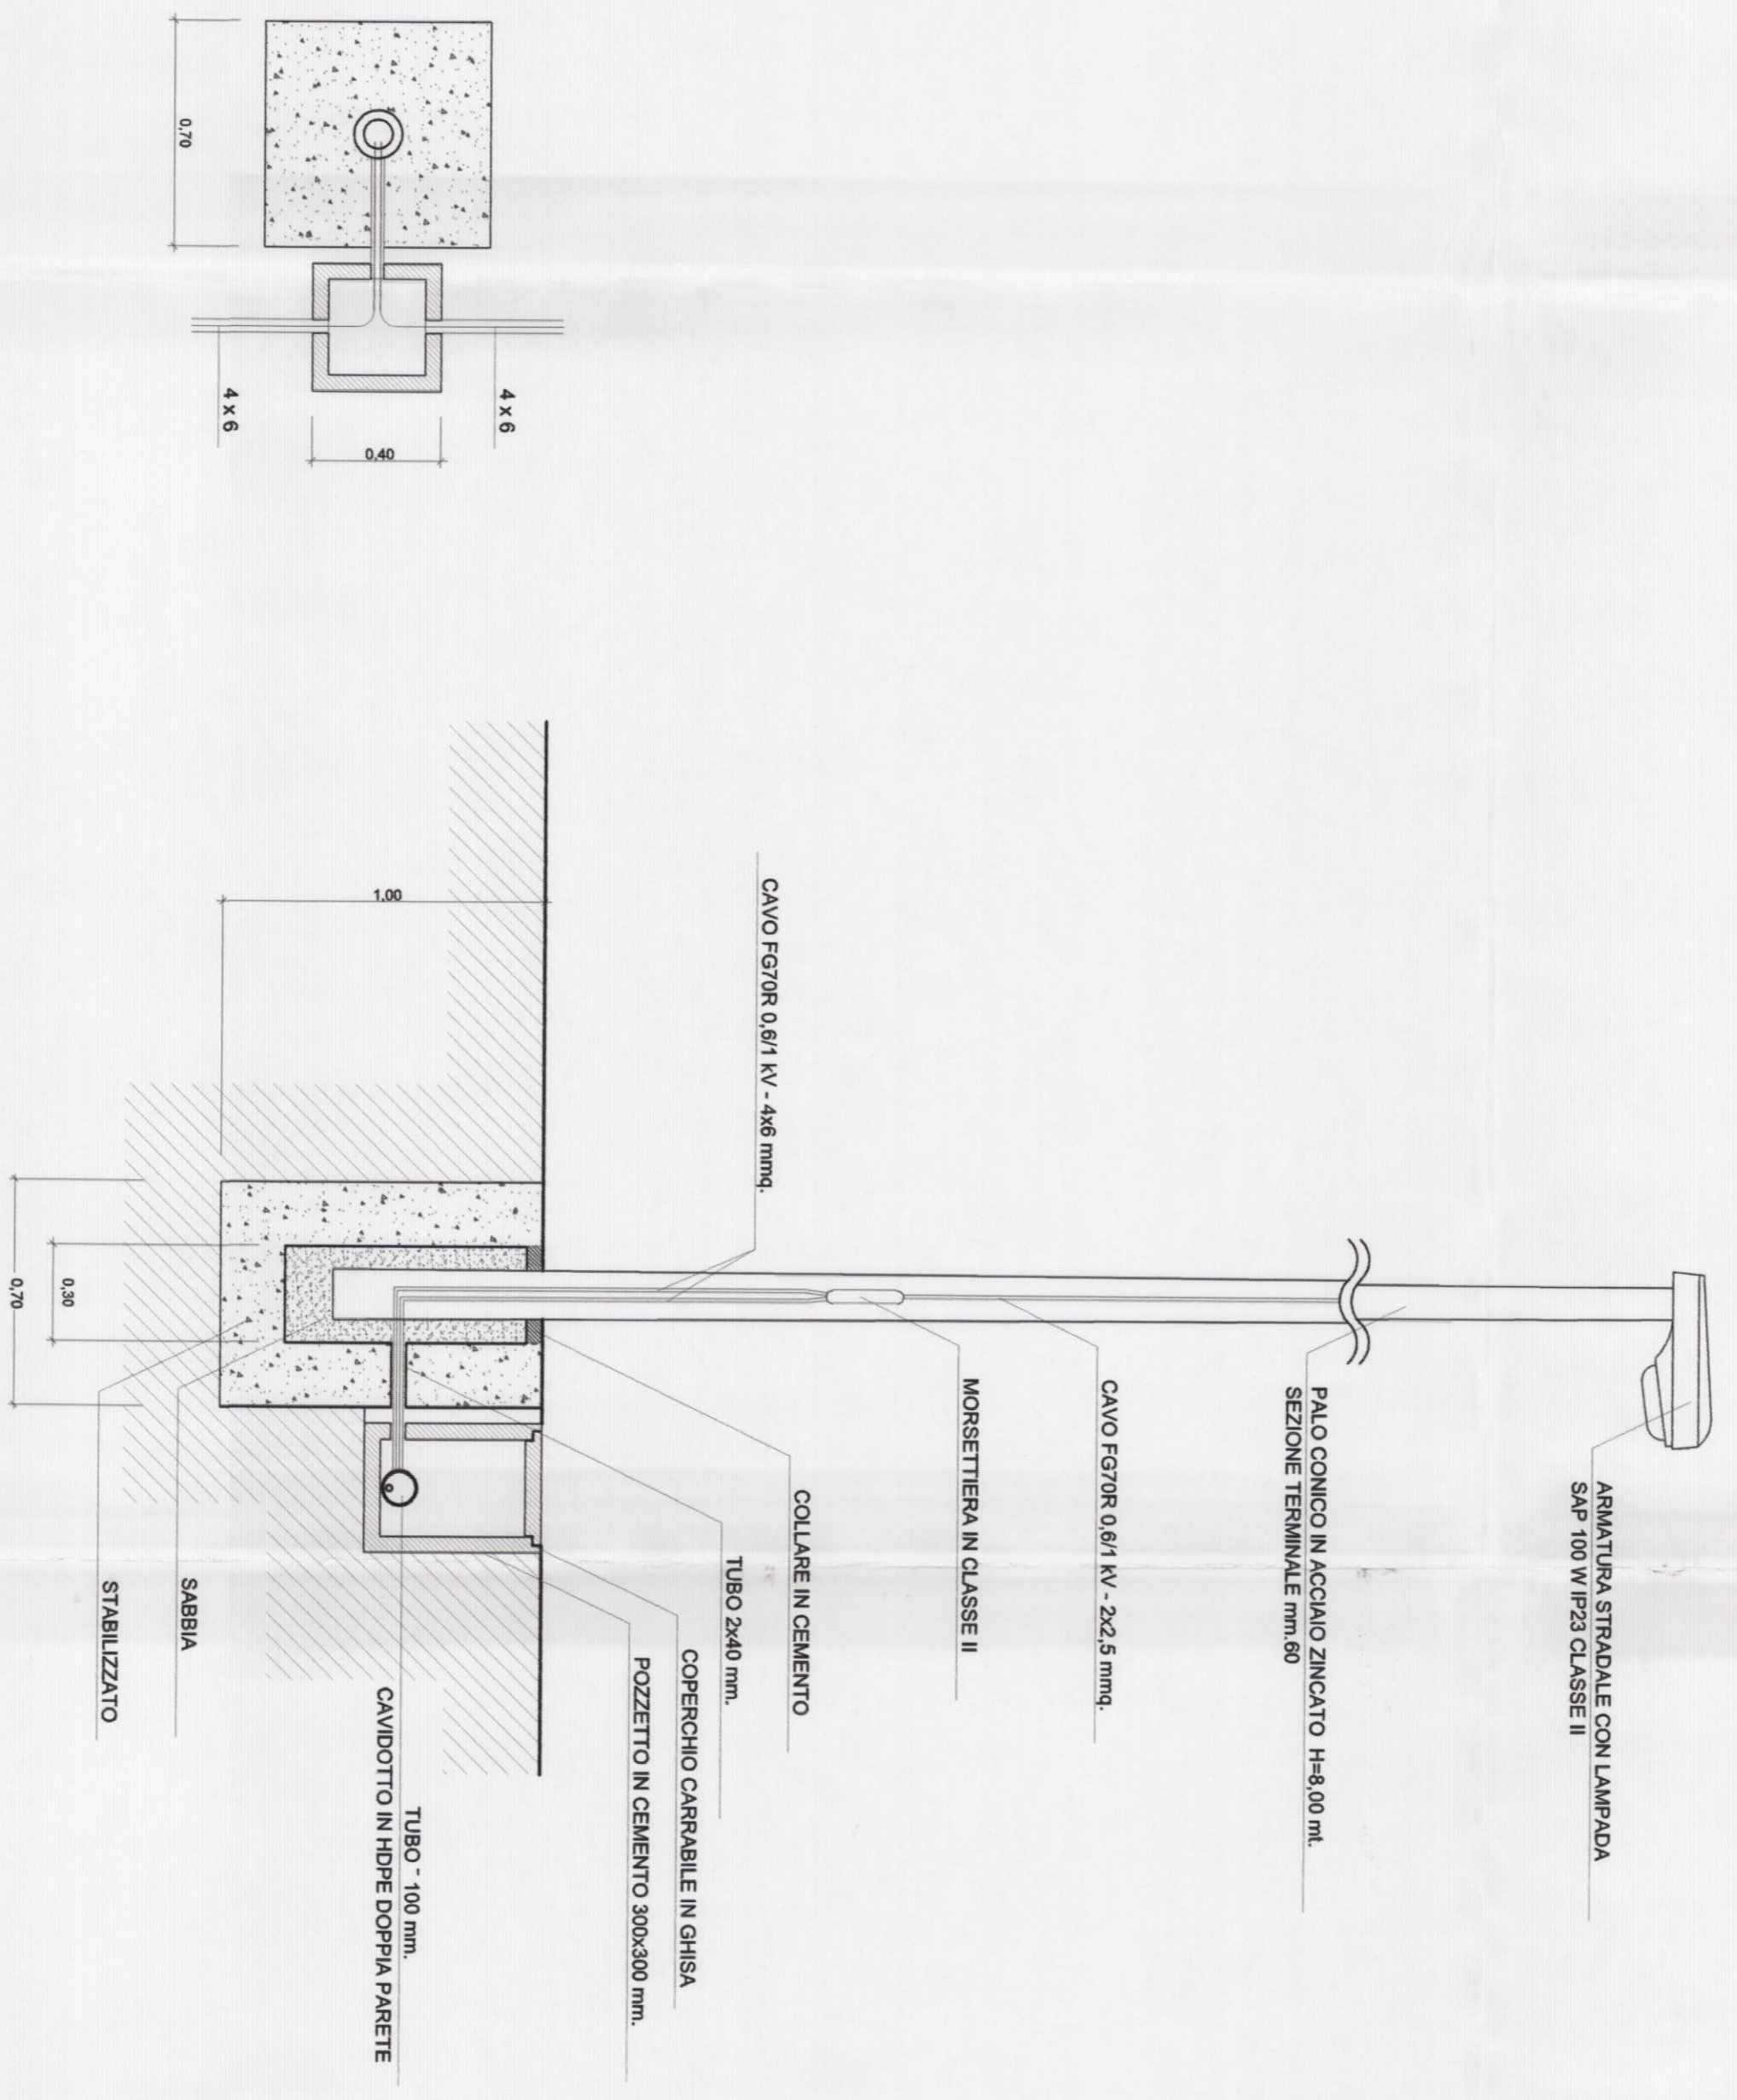 ARMATURA STRADALE CON LAMPADA
SAP 100 W IP23 CLASSE II
PALO CONICO IN ACCIAIO ZINCATO H=8,00 mt.
SEZIONE TERMINALE mm.60
CAVO FG70R 0,6/1 kV - 2x2,5 mmq.
MORSETTIERA IN CLASSE II
CAVO FG70R 0,6/1 kV - 4x6 mmq.
COLLARE IN CEMENTO
TUBO 2x40 mm.
COPERCHIO CARRABILE IN GHISA
POZZETTO IN CEMENTO 300x300 mm.
TUBO - 100 mm.
CAVIDOTTO IN HDPE DOPPIA PARETE
SABBIA
STABILIZZATO
1,00
0,30
0,70
4 x 6
0,40
4 x 6
0,70